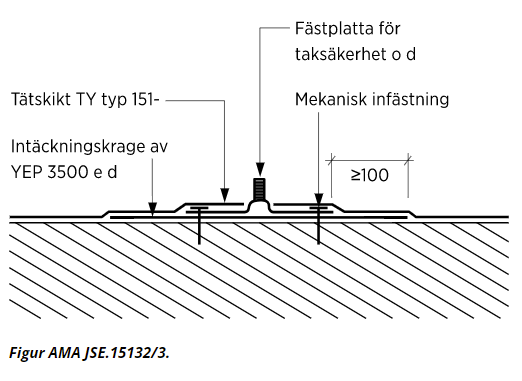 Fästplatta för
taksäkerhet o d
Tätskikt TY typ 151-
Mekanisk infästning
Intäckningskrage av
YEP 3500 e d
≥100
Figur AMA JSE.15132/3.